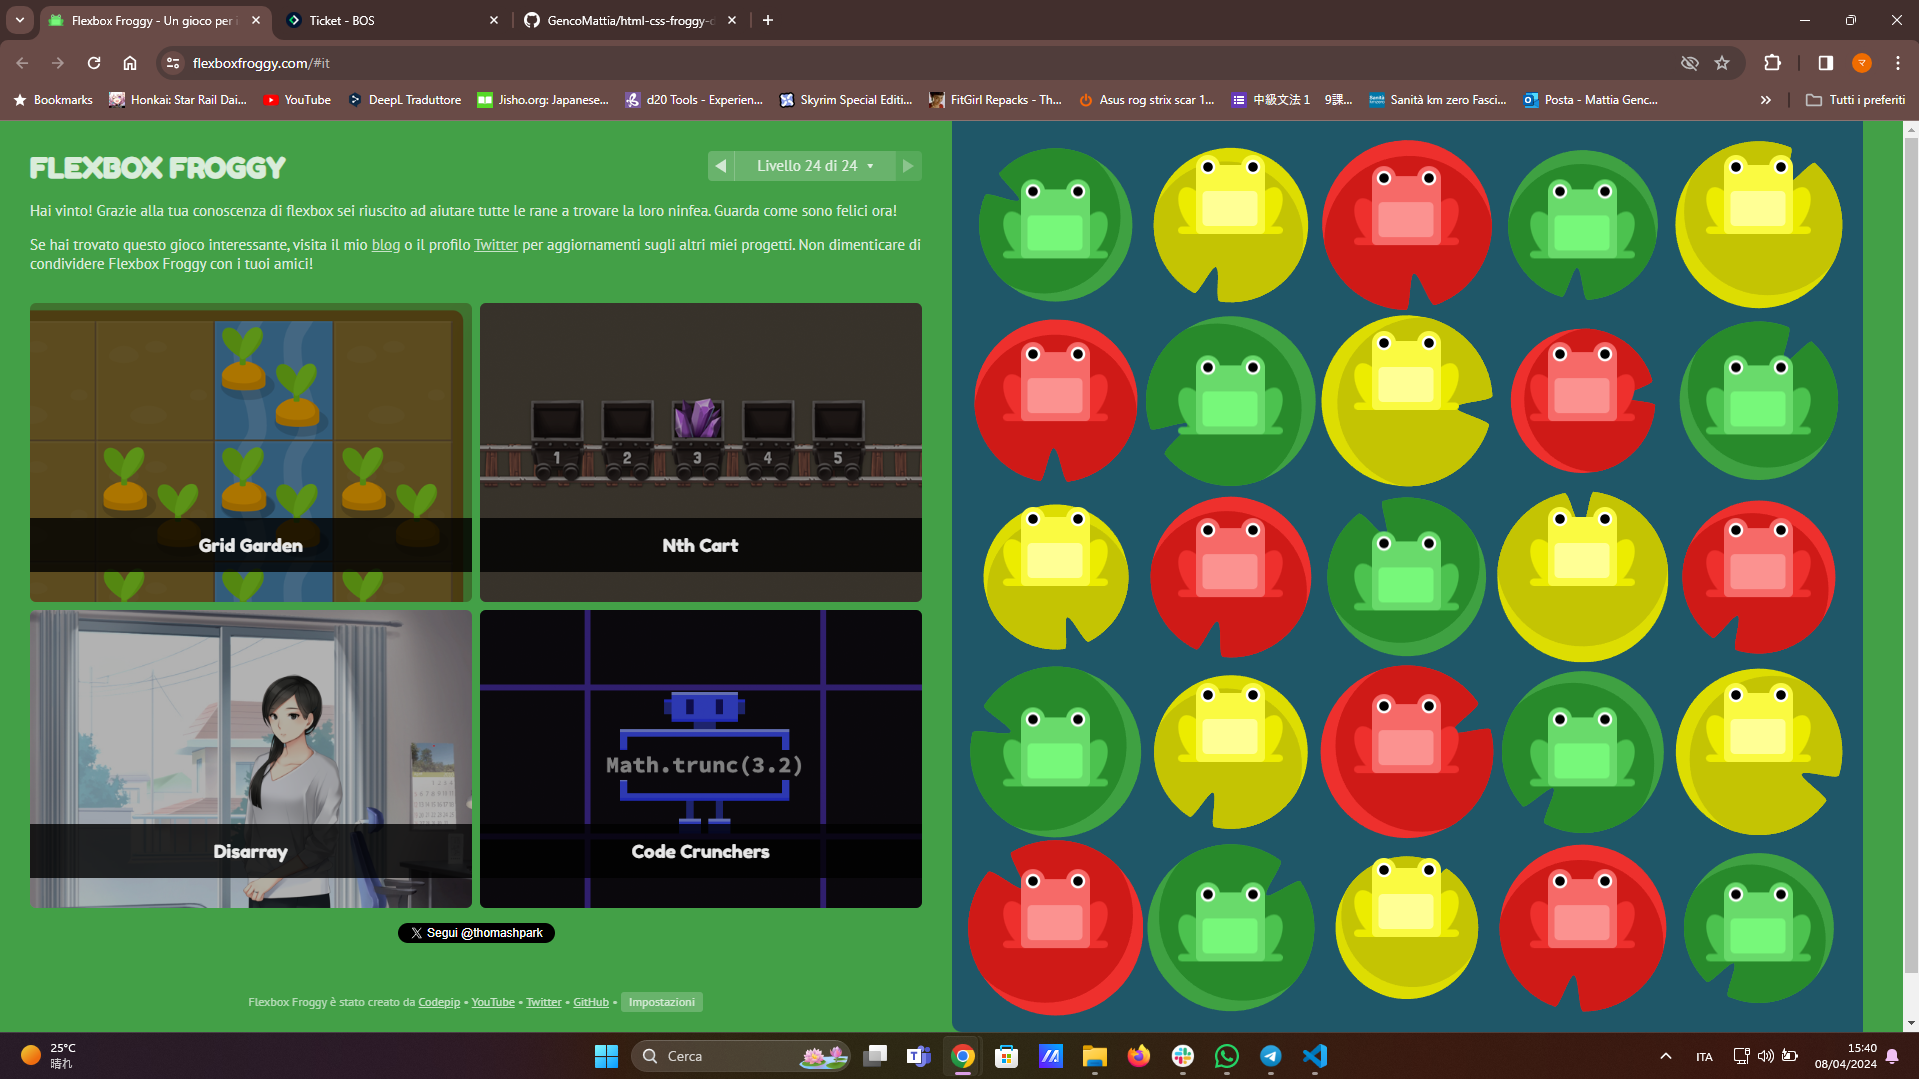 Flexbox Froggy - Un gioco per i
Ticket - BOS
GencoMattia/html-css-froggy-d
flexboxfroggy.com/#it
Bookmarks
Honkai: Star Rail Dai...
YouTube
DeepL Traduttore
Jisho.org: Japanese...
d20 Tools - Experien...
Skyrim Special Editi...
FitGirl Repacks - Th...
Asus rog strix scar 1...
中級文法 1 9課...
Sanità km zero Fasci...
Posta - Mattia Genc...
Tutti i preferiti
FLEXBOX FROGGY
Livello 24 di 24
Hai vinto! Grazie alla tua conoscenza di flexbox sei riuscito ad aiutare tutte le rane a trovare la loro ninfea. Guarda come sono felici ora!
Se hai trovato questo gioco interessante, visita il mio blog o il profilo Twitter per aggiornamenti sugli altri miei progetti. Non dimenticare di
condividere Flexbox Froggy con i tuoi amici!
1 2 3 4 5
Grid Garden
Nth Cart
Math.trunc(3.2)
Disarray
Code Crunchers
Segui @thomashpark
Flexbox Froggy è stato creato da Codepip • YouTube • Twitter • GitHub • Impostazioni
25°C
晴れ
Cerca
ITA
15:40
08/04/2024